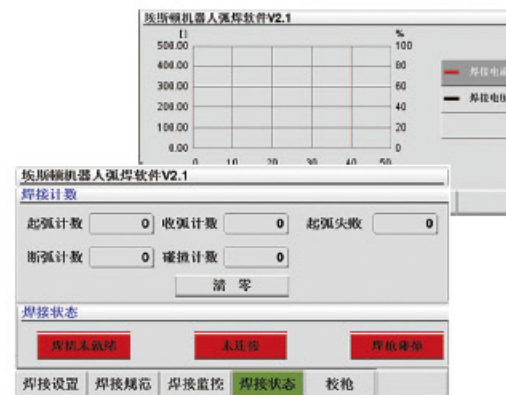 埃斯顿机器人弧焊软件V2.1
[] %
500.00 100
400.00 80
300.00 60
200.00 40
100.00 20
0.00 0
0 10 20 30 40 50
焊接电流
焊接电压
埃斯顿机器人弧焊软件V2.1
焊接计数
起弧计数 0 收弧计数 0 起弧失败 0
断弧计数 0 碰撞计数 0
清 零
焊接状态
焊机未就绪 未连接 焊枪碰撞
焊接设置 焊接规范 焊接监控 焊接状态 校枪